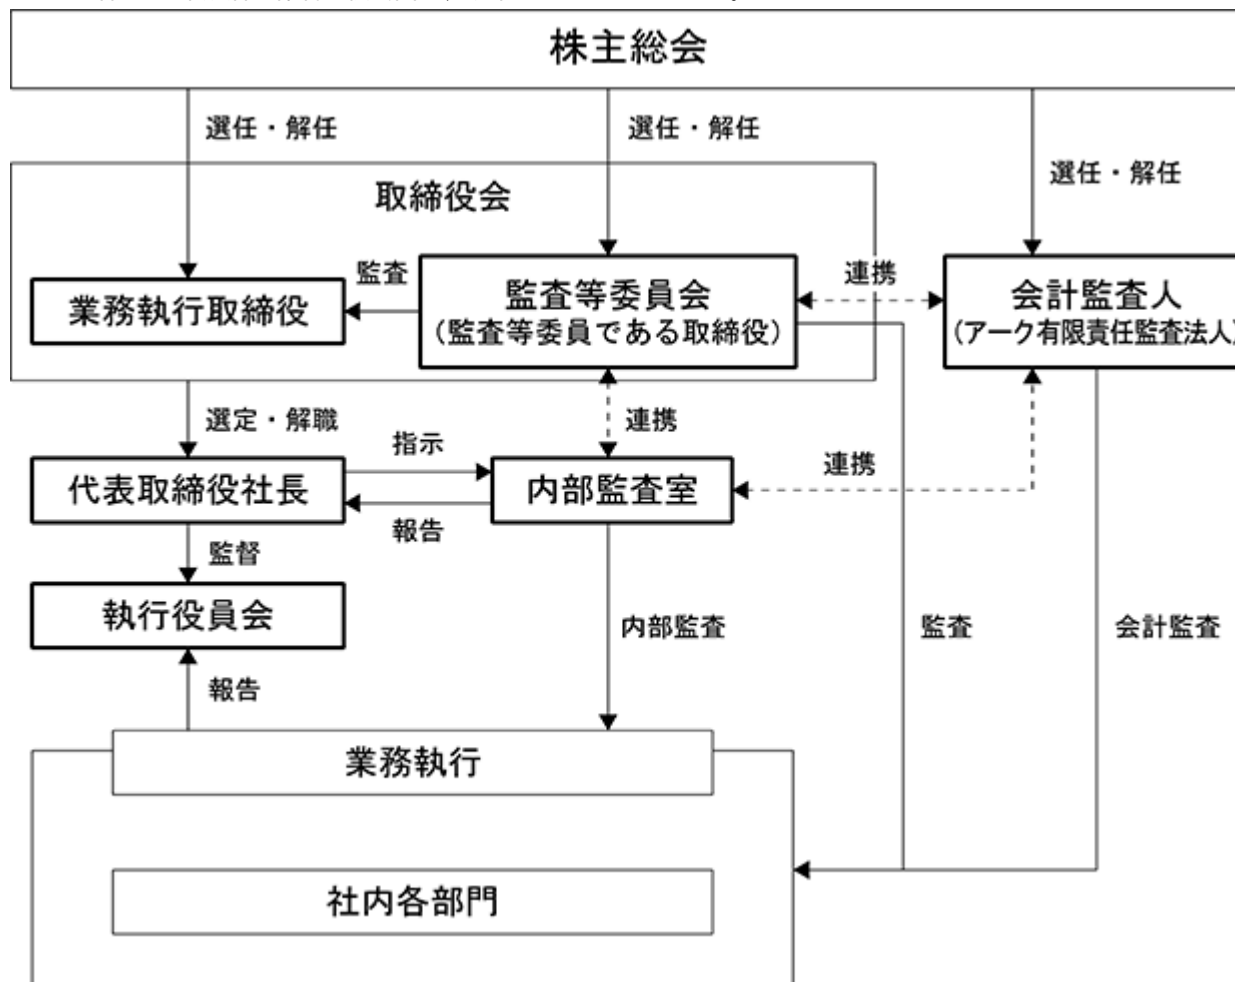 株主総会
選任・解任
選任・解任
選任・解任
取締役会
業務執行取締役
監査
監査等委員会
(監査等委員である取締役)
連携
会計監査人
(アーク有限責任監査法人)
選定・解職
連携
代表取締役社長
指示
報告
内部監査室
連携
監督
執行役員会
内部監査
監査
会計監査
報告
業務執行
社内各部門